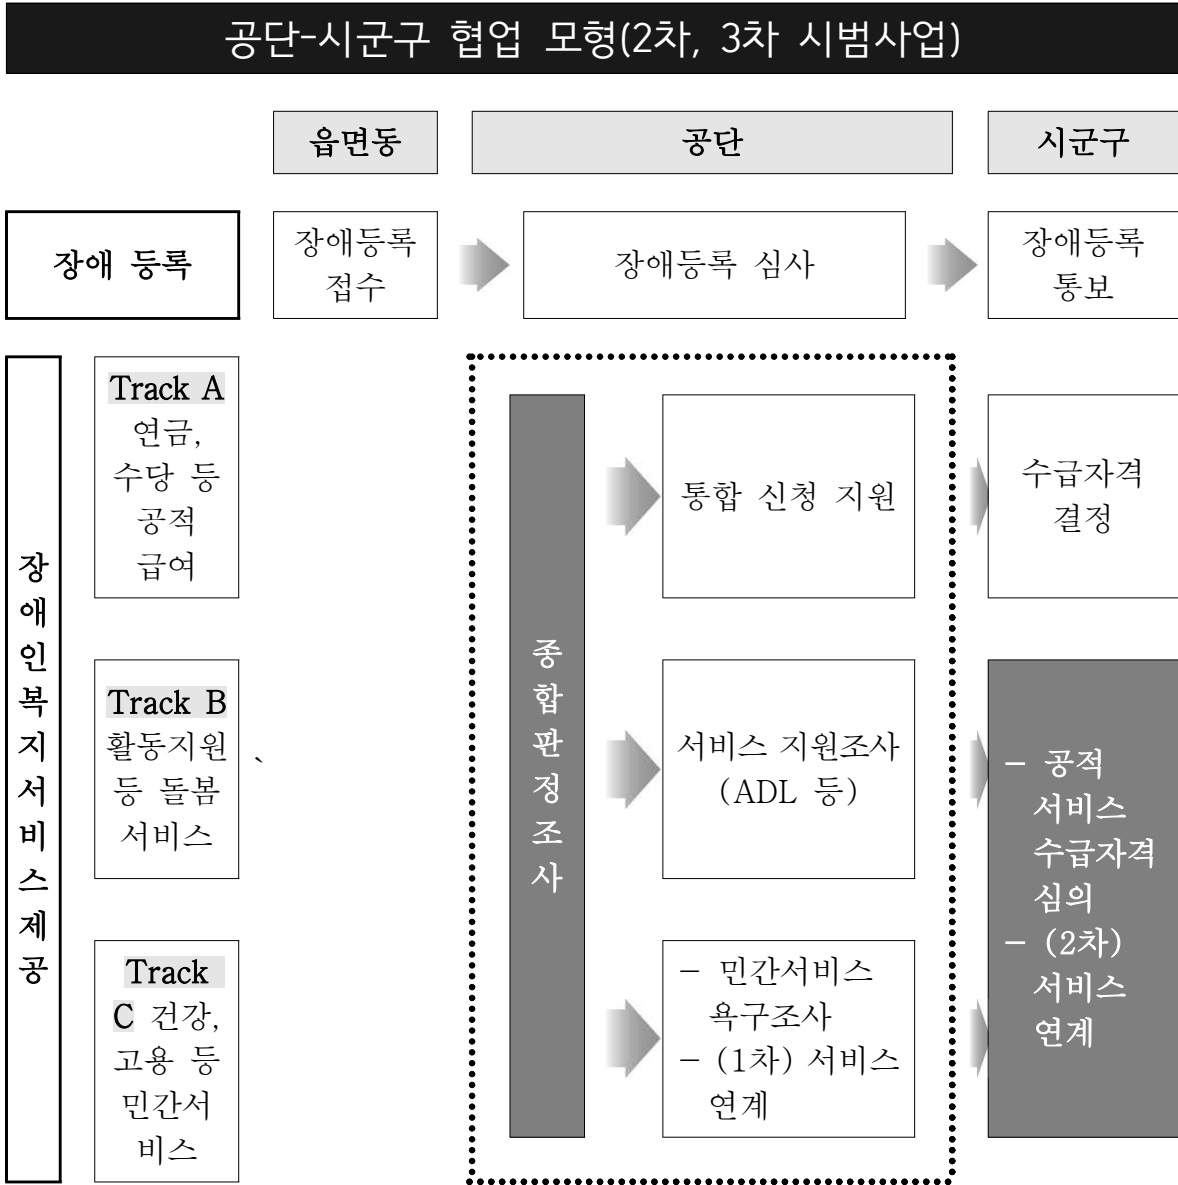 공단-시군구 협업 모형(2차, 3차 시범사업)
읍면동
공단
시군구
장애 등록
장애등록
접수
장애등록 심사
장애등록
통보
장
애
인
복
지
서
비
스
제
공
Track A
연금,
수당 등
공적
급여
Track B
활동지원
등 돌봄
서비스
Track
C 건강,
고용 등
민간서
비스
`
종
합
판
정
조
사
통합 신청 지원
서비스 지원조사
(ADL 등)
- 민간서비스
욕구조사
- (1차) 서비스
연계
수급자격
결정
- 공적
서비스
수급자격
심의
- (2차)
서비스
연계